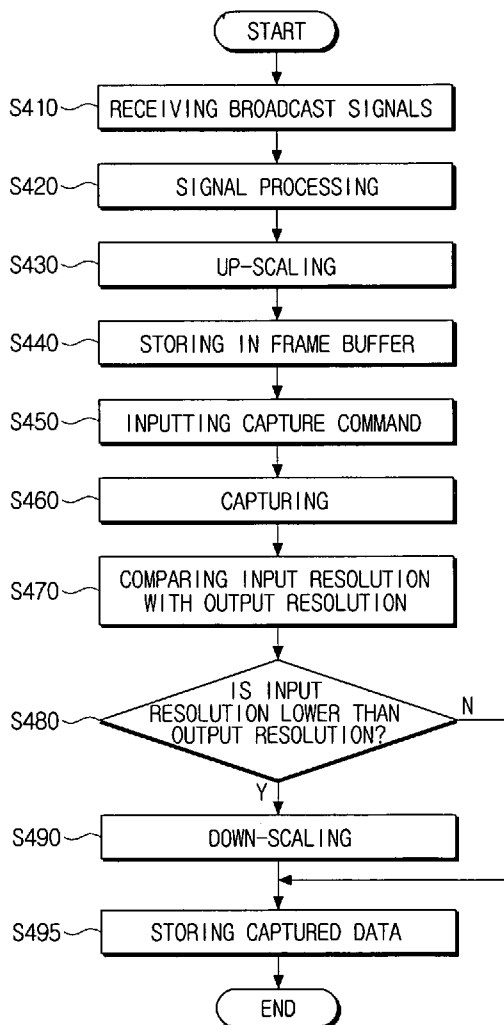 START
S410
RECEIVING BROADCAST SIGNALS
S420
SIGNAL PROCESSING
S430
UP-SCALING
S440
STORING IN FRAME BUFFER
S450
INPUTTING CAPTURE COMMAND
S460
CAPTURING
S470
COMPARING INPUT RESOLUTION
WITH OUTPUT RESOLUTION
S480
IS INPUT
RESOLUTION LOWER THAN
OUTPUT RESOLUTION?
N
Y
S490
DOWN-SCALING
S495
STORING CAPTURED DATA
END